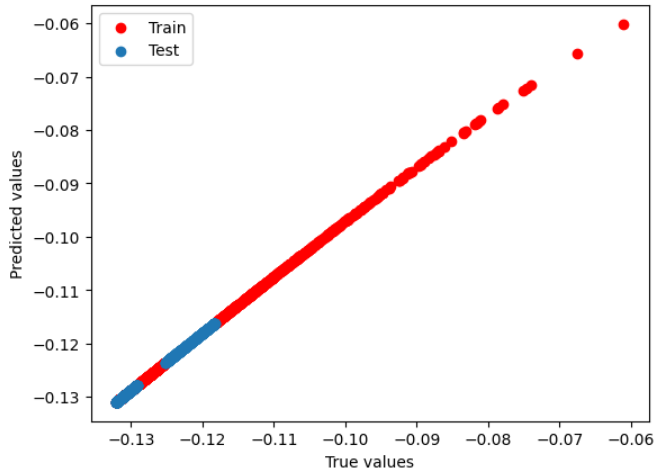 −0.06
−0.07
−0.08
−0.09
−0.10
−0.11
−0.12
−0.13
Predicted values
Train
Test
−0.13 −0.12 −0.11 −0.10 −0.09 −0.08 −0.07 −0.06
True values